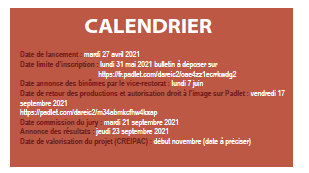 CALENDRIER
Date de lancement : mardi 27 avril 2021
Date limite d'inscription : lundi 31 mai 2021 bulletin à déposer sur
https://fr.padlet.com/dareic2/oae4zz1ecrrkwdg2
Date annonce des binômes par le vice-rectorat : lundi 7 juin
Date de retour des productions et autorisation droit à l'image sur Padlet : vendredi 17
septembre 2021
https://padlet.com/dareic2/m34abmkcfhw4kxap
Date commission du jury : mardi 21 septembre 2021
Annonce des résultats : jeudi 23 septembre 2021
Date de valorisation du projet (CREIPAC) : début novembre (date à préciser)